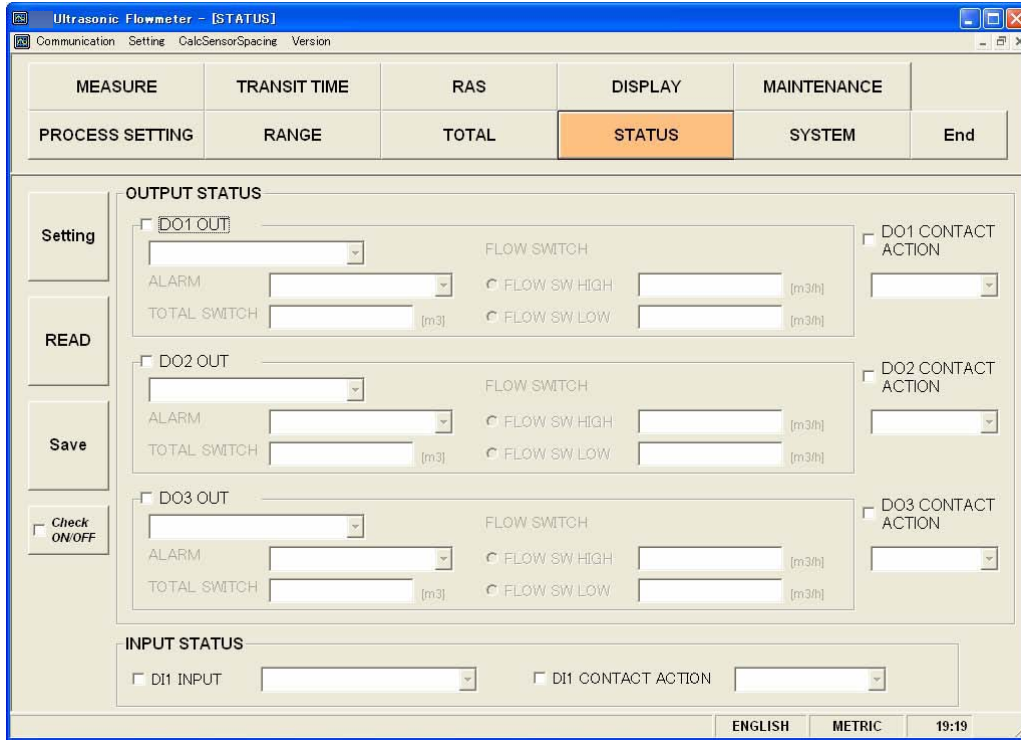 Ultrasonic Flowmeter - [STATUS]
Communication Setting CalcSensorSpacing Version
MEASURE TRANSIT TIME RAS DISPLAY MAINTENANCE
PROCESS SETTING RANGE TOTAL STATUS SYSTEM End
OUTPUT STATUS
Setting
READ
Save
Check
ON/OFF
DO1 OUT
FLOW SWITCH
ALARM
FLOW SW HIGH [m3/h]
TOTAL SWITCH [m3]
FLOW SW LOW [m3/h]
DO1 CONTACT
ACTION
DO2 OUT
FLOW SWITCH
ALARM
FLOW SW HIGH [m3/h]
TOTAL SWITCH [m3]
FLOW SW LOW [m3/h]
DO2 CONTACT
ACTION
DO3 OUT
FLOW SWITCH
ALARM
FLOW SW HIGH [m3/h]
TOTAL SWITCH [m3]
FLOW SW LOW [m3/h]
DO3 CONTACT
ACTION
INPUT STATUS
DI1 INPUT DI1 CONTACT ACTION
ENGLISH METRIC 19:19